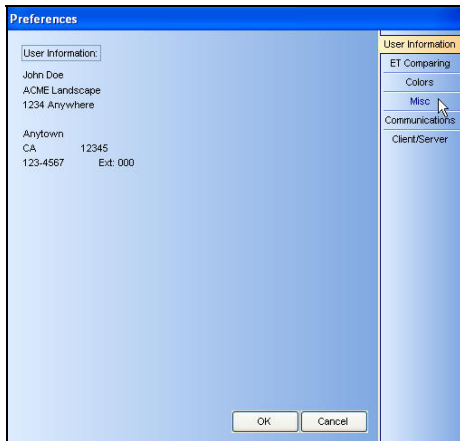 Preferences
User Information:
John Doe
ACME Landscape
1234 Anywhere
Anytown
CA 12345
123-4567 Ext: 000
User Information
ET Comparing
Colors
Misc
Communications
Client/Server
OK Cancel